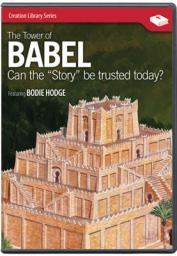 Creation Library Series
The Tower of
BABEL
Can the “Story” be trusted today?
Featuring BODIE HODGE